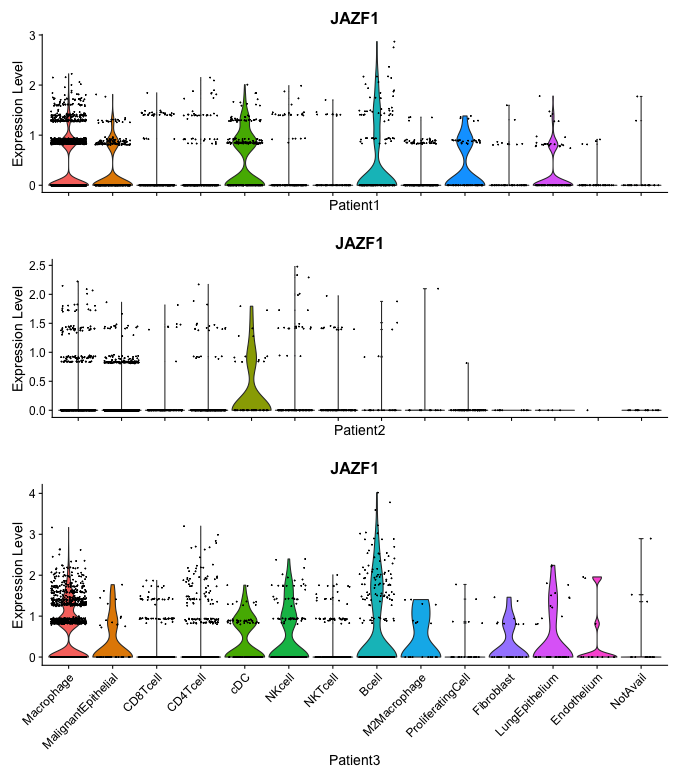 JAZF1
Expression Level
3
2
1
0
Patient1
JAZF1
Expression Level
2.5
2.0
1.5
1.0
0.5
0.0
Patient2
JAZF1
Expression Level
4
3
2
1
0
Macrophage
MalignantEpithelial
CD8Tcell
CD4Tcell
cDC
NKcell
NKTcell
Bcell
M2Macrophage
ProliferatingCell
Fibroblast
LungEpithelium
Endothelium
NotAvail
Patient3